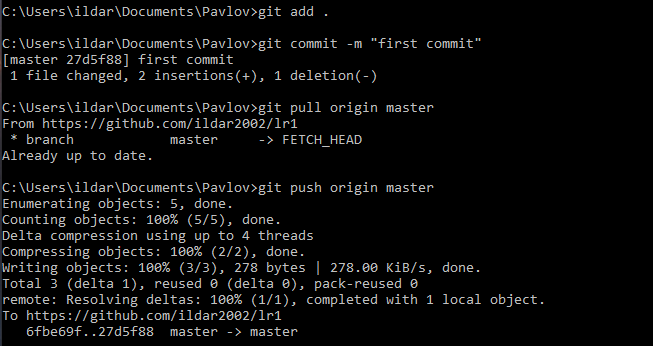 C:\Users\ildar\Documents\Pavlov>git add .
C:\Users\ildar\Documents\Pavlov>git commit -m "first commit"
[master 27d5f88] first commit
 1 file changed, 2 insertions(+), 1 deletion(-)
C:\Users\ildar\Documents\Pavlov>git pull origin master
From https://github.com/ildar2002/lr1
 * branch            master     -> FETCH_HEAD
Already up to date.
C:\Users\ildar\Documents\Pavlov>git push origin master
Enumerating objects: 5, done.
Counting objects: 100% (5/5), done.
Delta compression using up to 4 threads
Compressing objects: 100% (2/2), done.
Writing objects: 100% (3/3), 278 bytes | 278.00 KiB/s, done.
Total 3 (delta 1), reused 0 (delta 0), pack-reused 0
remote: Resolving deltas: 100% (1/1), completed with 1 local object.
To https://github.com/ildar2002/lr1
   6fbe69f..27d5f88  master -> master